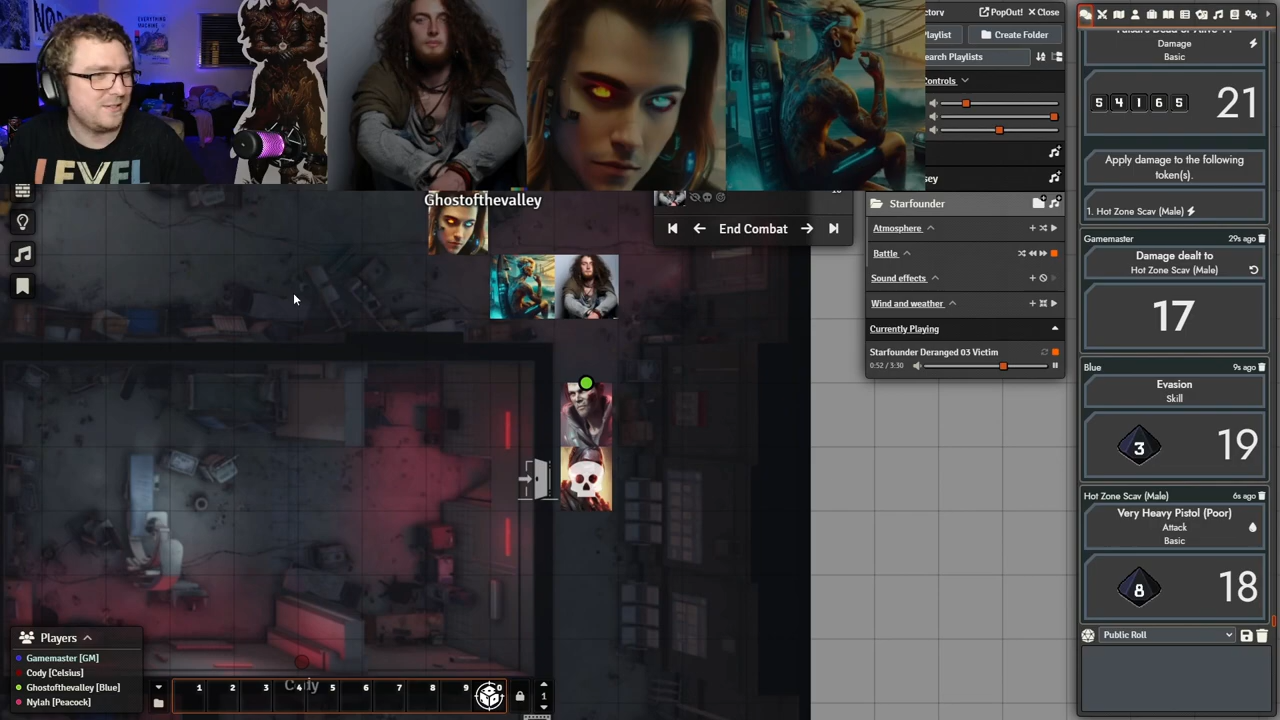 EVERYTHING
MACHINE
LEVEL
ctory
PopOut!
Close
laylist
Create Folder
earch Playlists
Controls
sey
Starfounder
Atmosphere
Battle
Sound effects
Wind and weather
Currently Playing
Starfounder Deranged 03 Victim
0:52 / 3:30
End Combat
Ghostofthevalley
Players
Gamemaster [GM]
Cody [Celsius]
Ghostofthevalley [Blue]
Nylah [Peacock]
1 2 3 4 5 6 7 8 9 0
1
Damage
Basic
5 4 1 6 5
21
Apply damage to the following
token(s).
1. Hot Zone Scav (Male)
Gamemaster
29s ago
Damage dealt to
Hot Zone Scav (Male)
17
Blue
9s ago
Evasion
Skill
3
19
Hot Zone Scav (Male)
6s ago
Very Heavy Pistol (Poor)
Attack
Basic
8
18
Public Roll